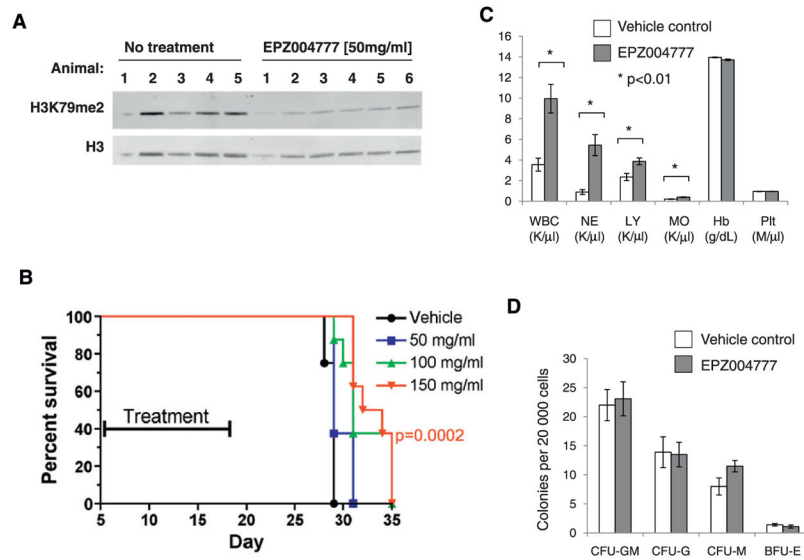 A
No treatment
EPZ004777 [50mg/ml]
Animal:
1 2 3 4 5 1 2 3 4 5 6
H3K79me2
H3
B
Percent survival
100
80
60
40
20
0
Treatment
Vehicle
50 mg/ml
100 mg/ml
150 mg/ml
p=0.0002
5 10 15 20 25 30 35
Day
C
Vehicle control
EPZ004777
* p<0.01
16
14
12
10
8
6
4
2
0
*
*
*
*
WBC NE LY MO Hb Plt
(K/μl) (K/μl) (K/μl) (K/μl) (g/dL) (M/μl)
D
Vehicle control
EPZ004777
Colonies per 20 000 cells
30
25
20
15
10
5
0
CFU-GM CFU-G CFU-M BFU-E